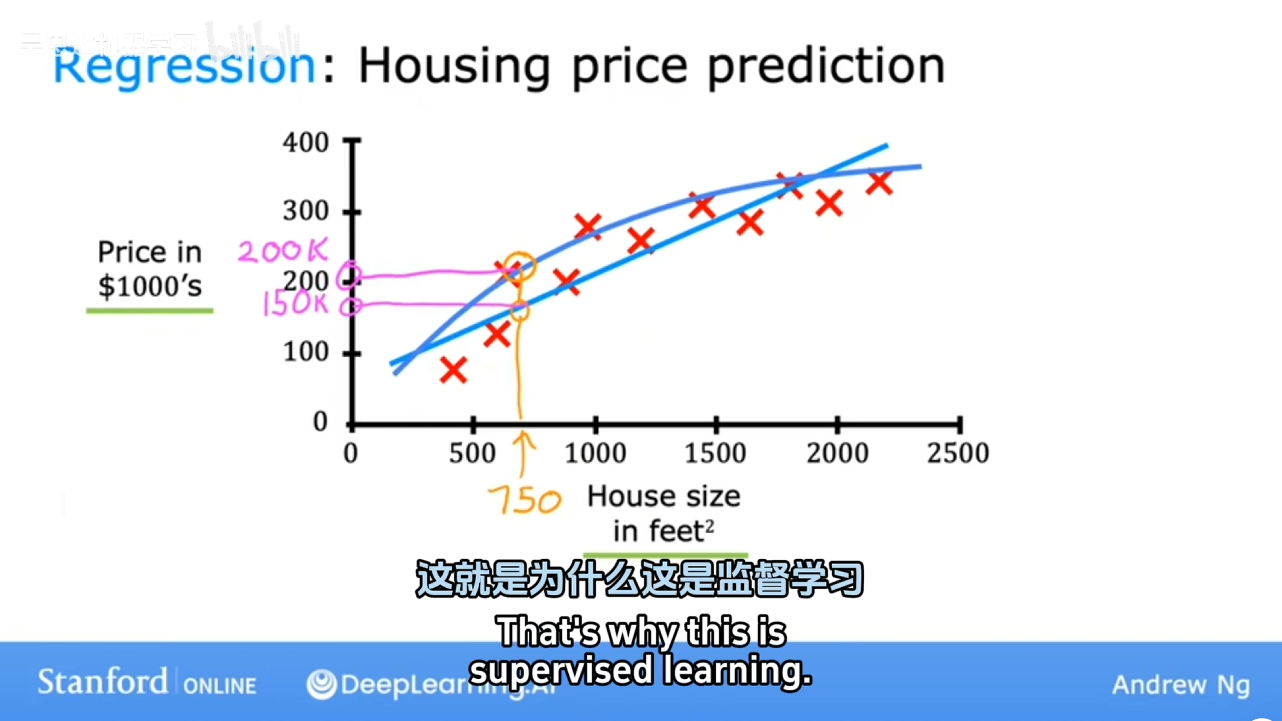 Regression: Housing price prediction
400
300
200K
Price in
$1000's
200
150K
100
0
0 500 1000 1500 2000 2500
750
House size
in feet²
这就是为什么这是监督学习
That's why this is
supervised learning.
Stanford ONLINE
DeepLearning.AI
Andrew Ng
bilibili